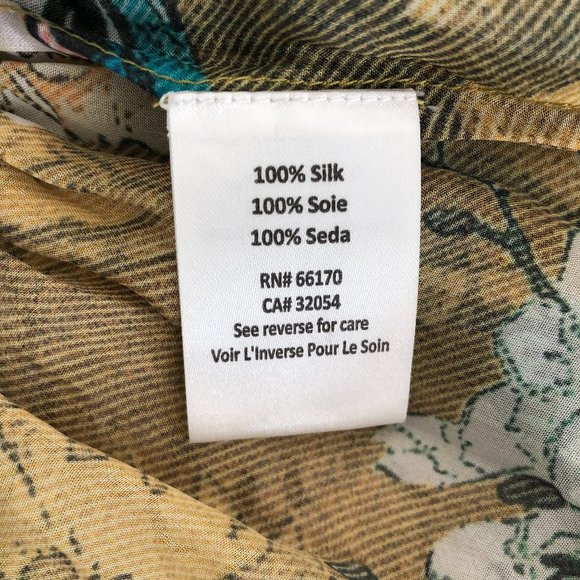 100% Silk
100% Soie
100% Seda
RN# 66170
CA# 32054
See reverse for care
Voir L'Inverse Pour Le Soin